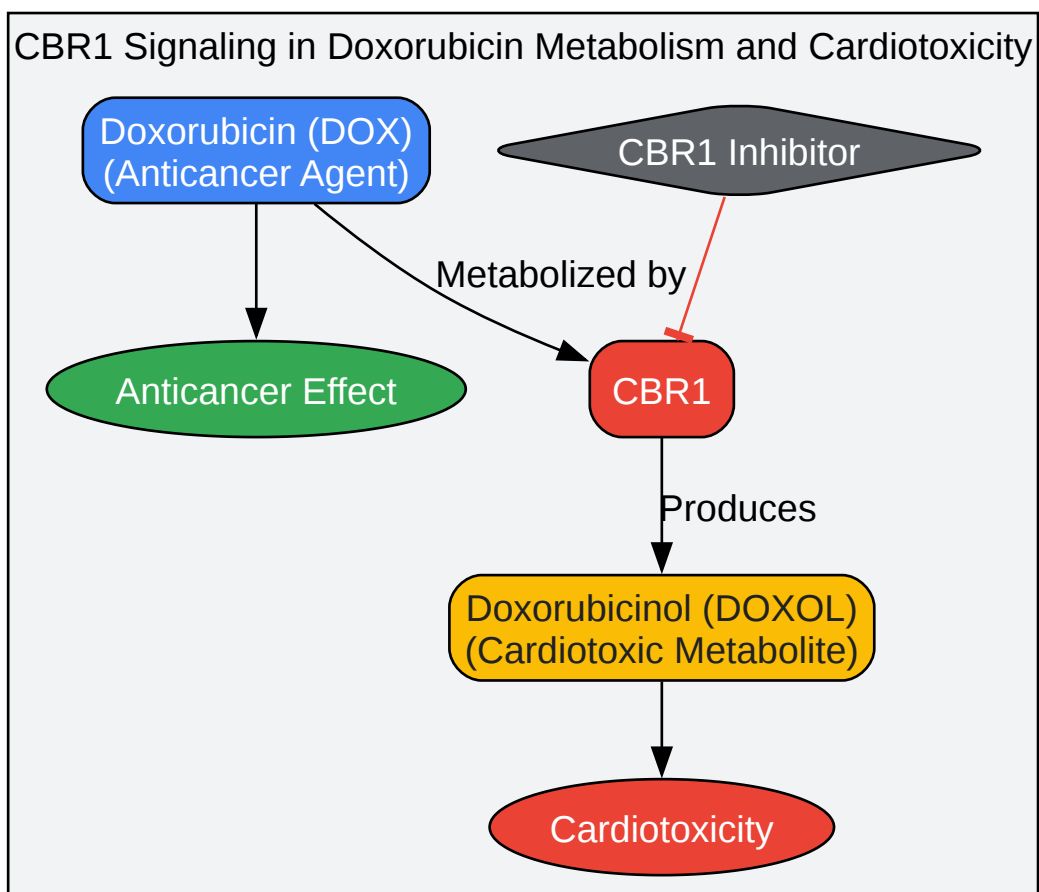 CBR1 Signaling in Doxorubicin Metabolism and Cardiotoxicity
Doxorubicin (DOX)
(Anticancer Agent)
CBR1 Inhibitor
Metabolized by
Anticancer Effect
CBR1
Produces
Doxorubicinol (DOXOL)
(Cardiotoxic Metabolite)
Cardiotoxicity